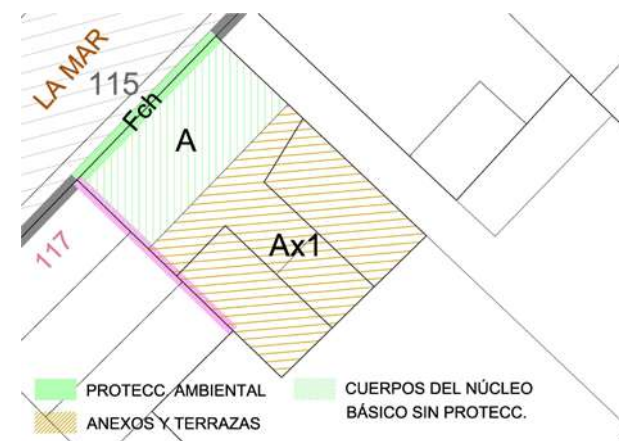 LA MAR
115
Fch
A
117
Ax1
PROTECC. AMBIENTAL
ANEXOS Y TERRAZAS
CUERPOS DEL NÚCLEO
BÁSICO SIN PROTECC.